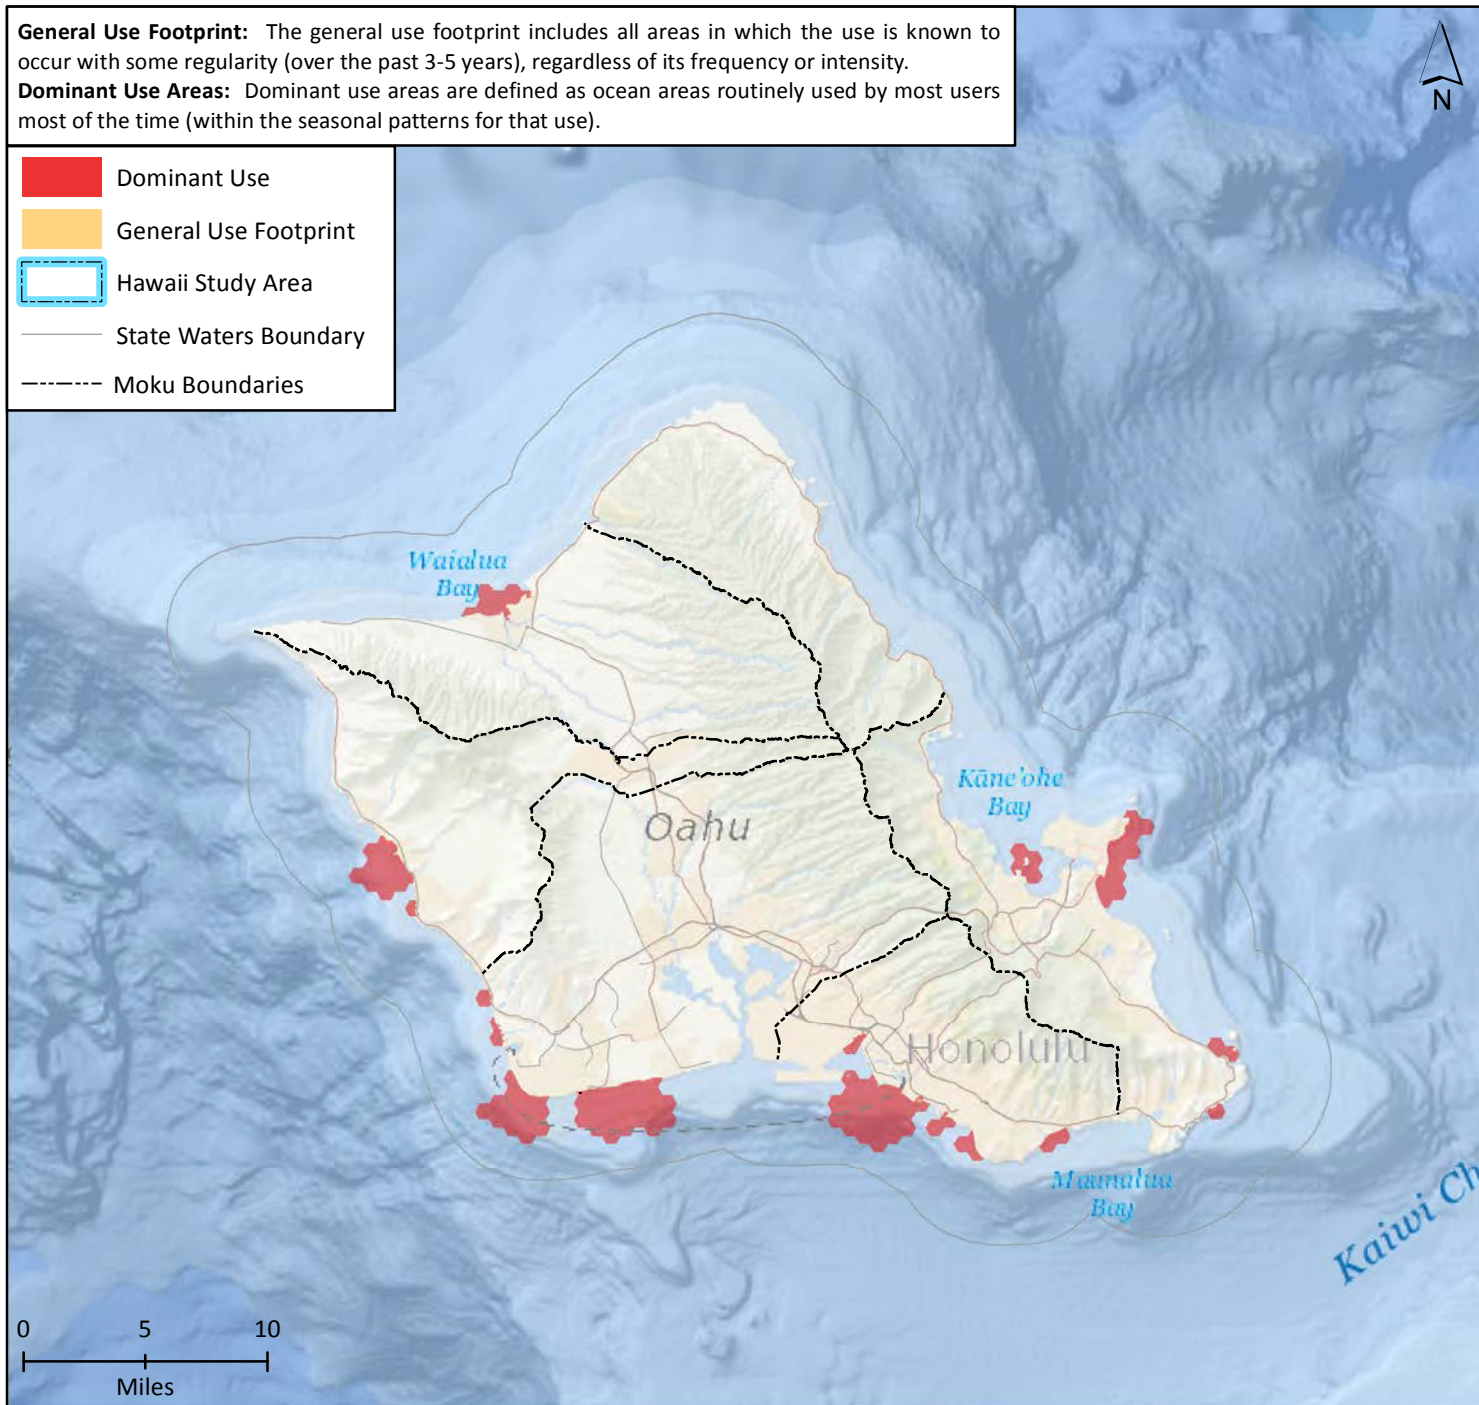 General Use Footprint: The general use footprint includes all areas in which the use is known to
occur with some regularity (over the past 3-5 years), regardless of its frequency or intensity.
Dominant Use Areas: Dominant use areas are defined as ocean areas routinely used by most users
most of the time (within the seasonal patterns for that use).
N
Dominant Use
General Use Footprint
Hawaii Study Area
State Waters Boundary
Moku Boundaries
Waialua
Bay
Kāne'ohe
Bay
Oahu
Honolulu
Maunalua
Bay
Kaiwi Ch
0 5 10
Miles